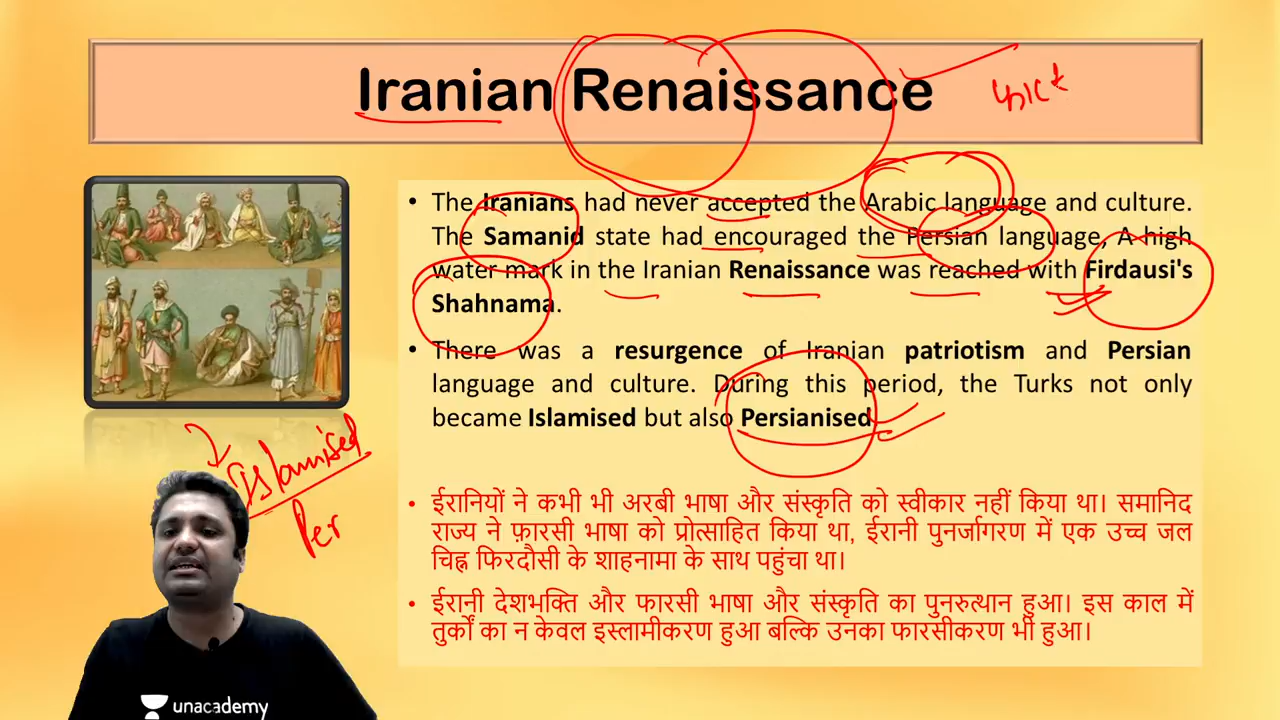 Iranian Renaissance
• The Iranians had never accepted the Arabic language and culture.
The Samanid state had encouraged the Persian language, A high
water mark in the Iranian Renaissance was reached with Firdausi's
Shahnama.
• There was a resurgence of Iranian patriotism and Persian
language and culture. During this period, the Turks not only
became Islamised but also Persianised
Islamised
Per
• ईरानियों ने कभी भी अरबी भाषा और संस्कृति को स्वीकार नहीं किया था। समानिद
राज्य ने फ़ारसी भाषा को प्रोत्साहित किया था, ईरानी पुनर्जागरण में एक उच्च जल
चिह्न फिरदौसी के शाहनामा के साथ पहुंचा था।
• ईरानी देशभक्ति और फारसी भाषा और संस्कृति का पुनरुत्थान हुआ। इस काल में
तुर्कों का न केवल इस्लामीकरण हुआ बल्कि उनका फारसीकरण भी हुआ।
unacademy